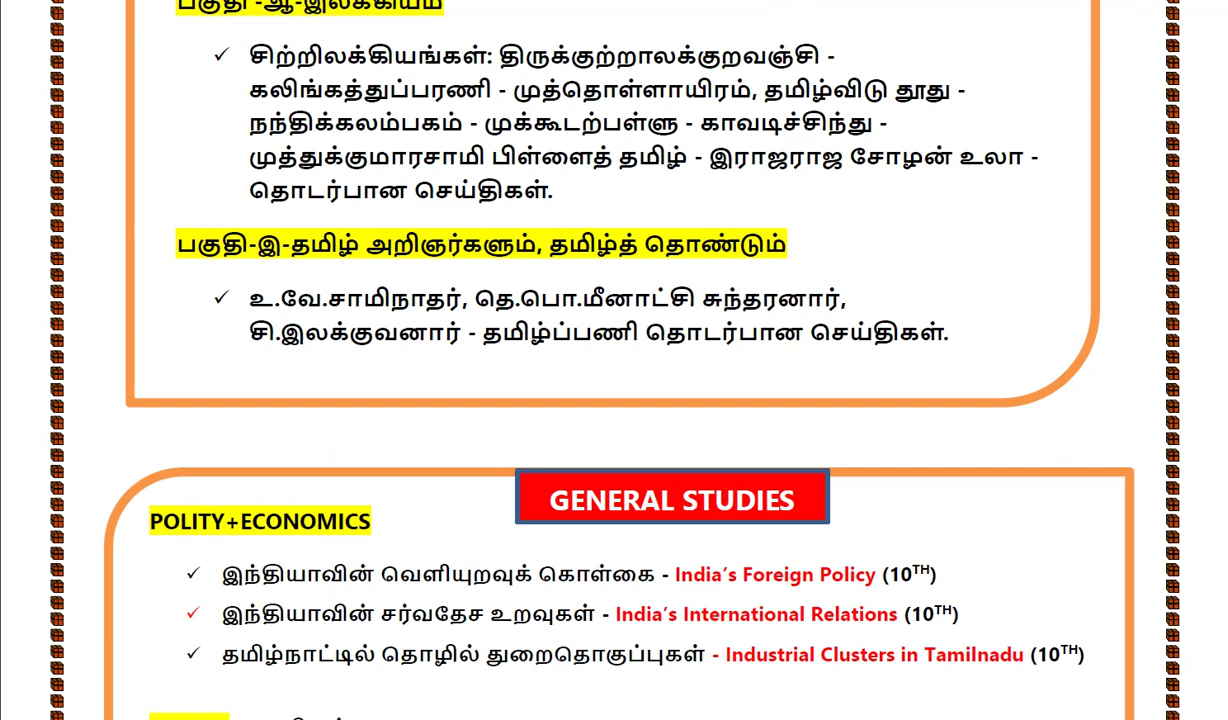 பகுதி -ஆ-இலக்கியம்
✓ சிற்றிலக்கியங்கள்: திருக்குற்றாலக்குறவஞ்சி -
கலிங்கத்துப்பரணி - முத்தொள்ளாயிரம், தமிழ்விடு தூது -
நந்திக்கலம்பகம் - முக்கூடற்பள்ளு - காவடிச்சிந்து -
முத்துக்குமாரசாமி பிள்ளைத் தமிழ் - இராஜராஜ சோழன் உலா -
தொடர்பான செய்திகள்.
பகுதி-இ-தமிழ் அறிஞர்களும், தமிழ்த் தொண்டும்
✓ உ.வே.சாமிநாதர், தெ.பொ.மீனாட்சி சுந்தரனார்,
சி.இலக்குவனார் - தமிழ்ப்பணி தொடர்பான செய்திகள்.
GENERAL STUDIES
POLITY+ECONOMICS
✓ இந்தியாவின் வெளியுறவுக் கொள்கை - India’s Foreign Policy (10TH)
✓ இந்தியாவின் சர்வதேச உறவுகள் - India’s International Relations (10TH)
✓ தமிழ்நாட்டில் தொழில் துறைதொகுப்புகள் - Industrial Clusters in Tamilnadu (10TH)